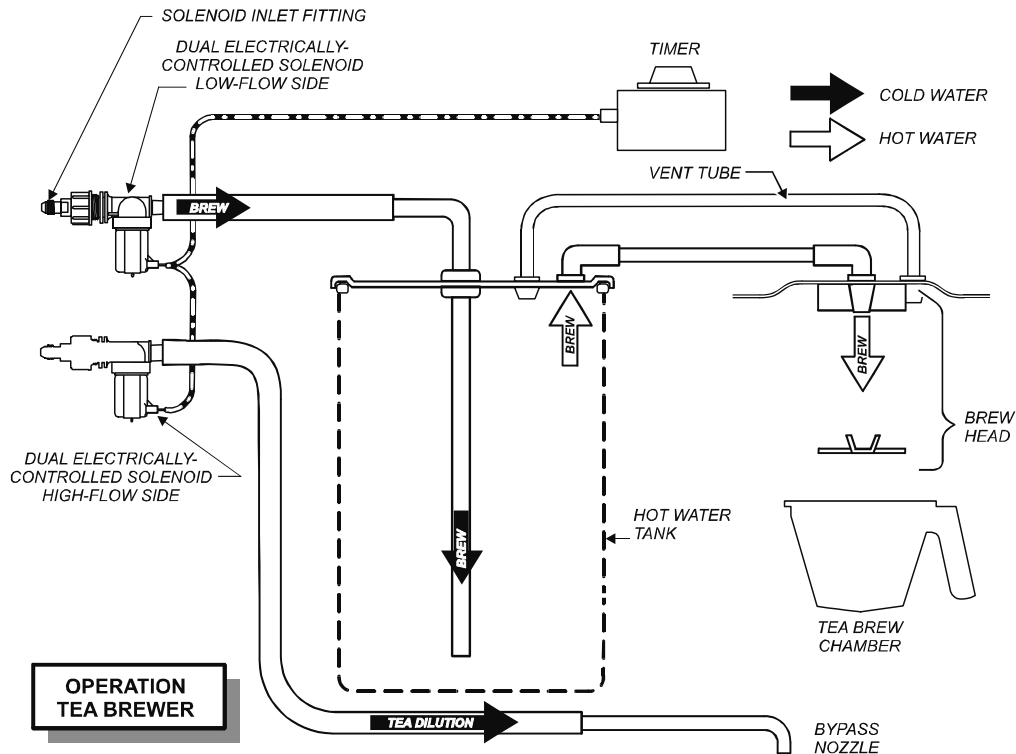 SOLENOID INLET FITTING
DUAL ELECTRICALLY-
CONTROLLED SOLENOID
LOW-FLOW SIDE
TIMER
COLD WATER
HOT WATER
VENT TUBE
BREW
BREW
BREW
BREW
BREW
HEAD
DUAL ELECTRICALLY-
CONTROLLED SOLENOID
HIGH-FLOW SIDE
HOT WATER
TANK
TEA BREW
CHAMBER
OPERATION
TEA BREWER
TEA DILUTION
BYPASS
NOZZLE